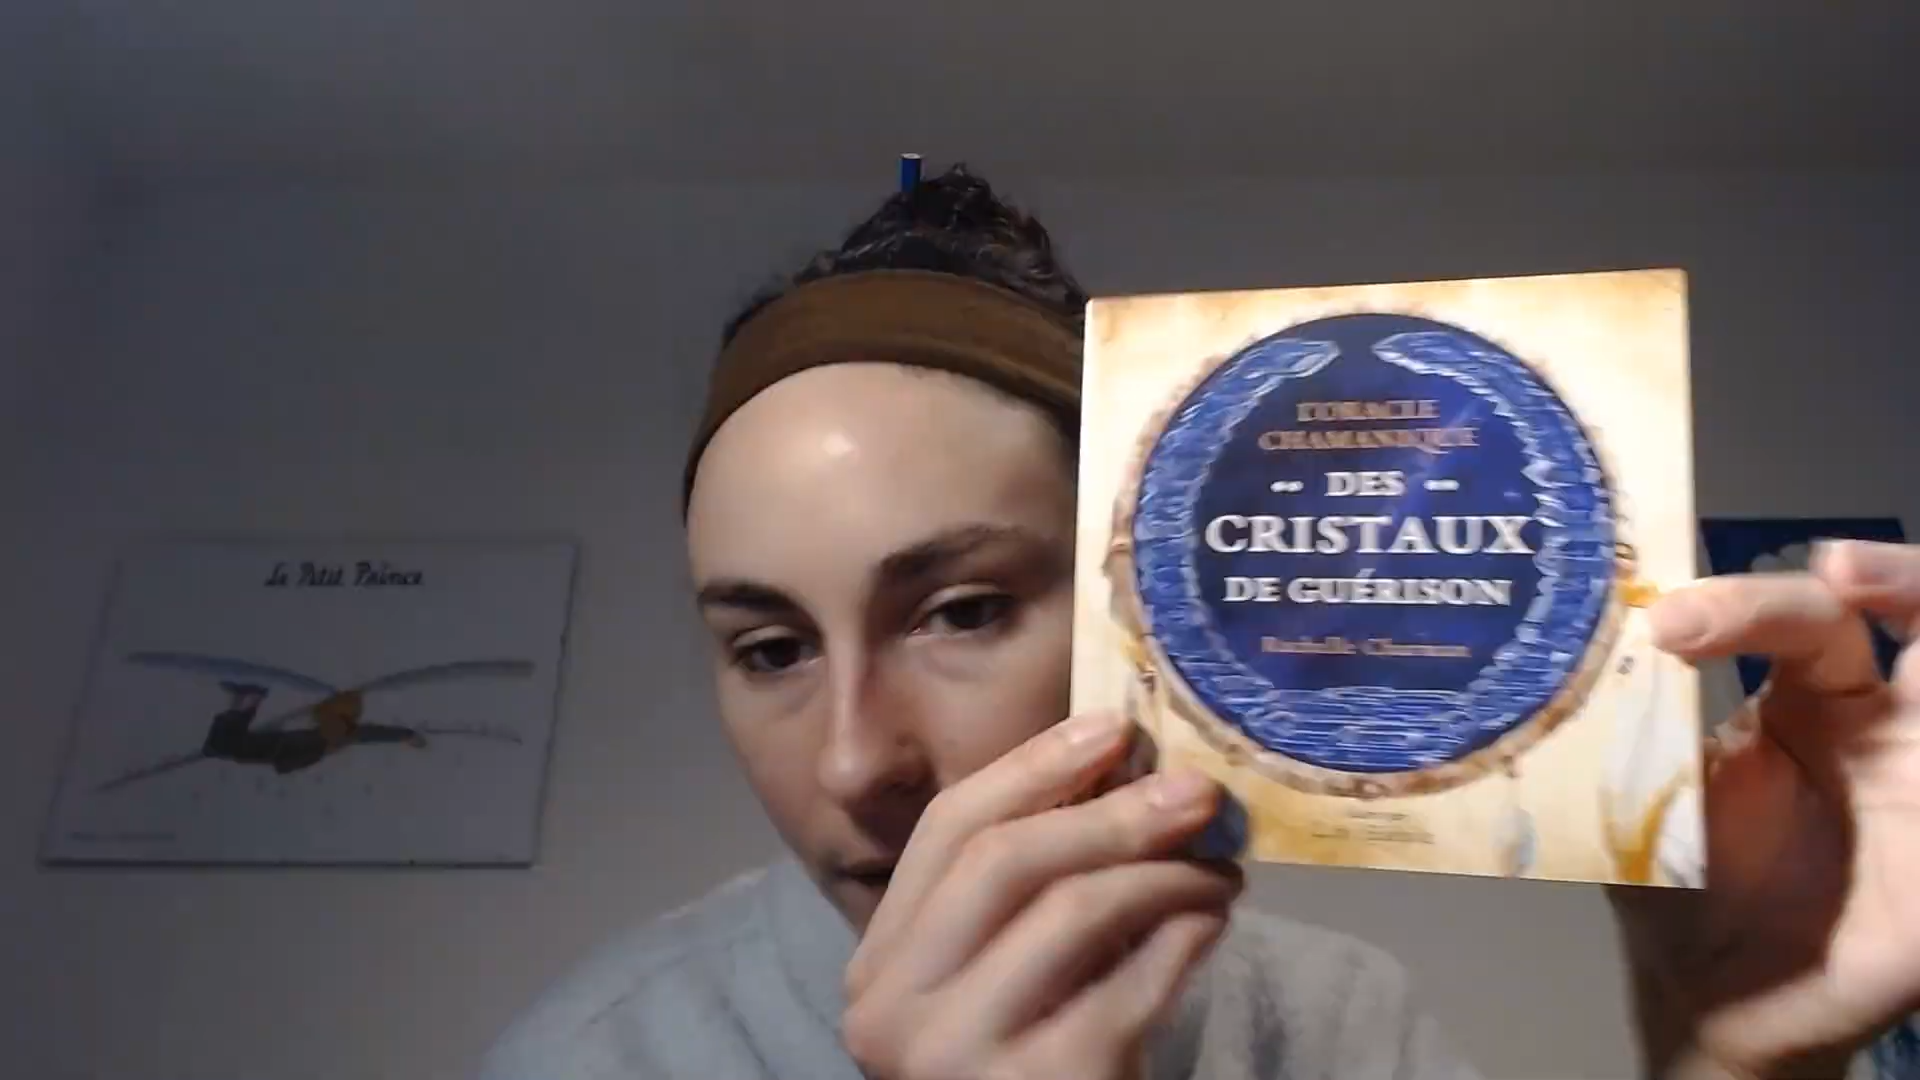 Le Petit Prince
L'ORACLE
CHAMANIQUE
DES
CRISTAUX
DE GUÉRISON